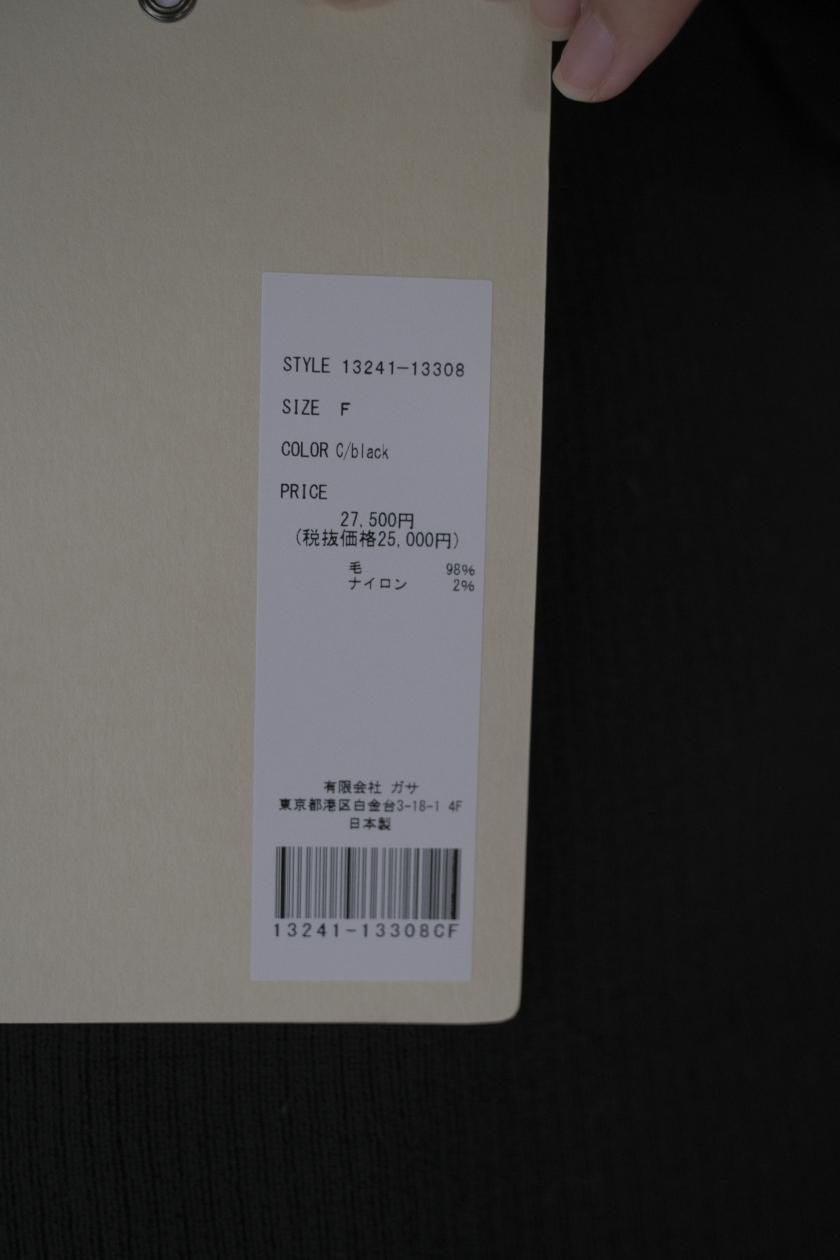 STYLE 13241-13308
SIZE F
COLOR C/black
PRICE
27,500円
(税抜価格25,000円)
毛 98%
ナイロン 2%
有限会社 ガサ
東京都港区白金台3-18-1 4F
日本製
13241-13308CF